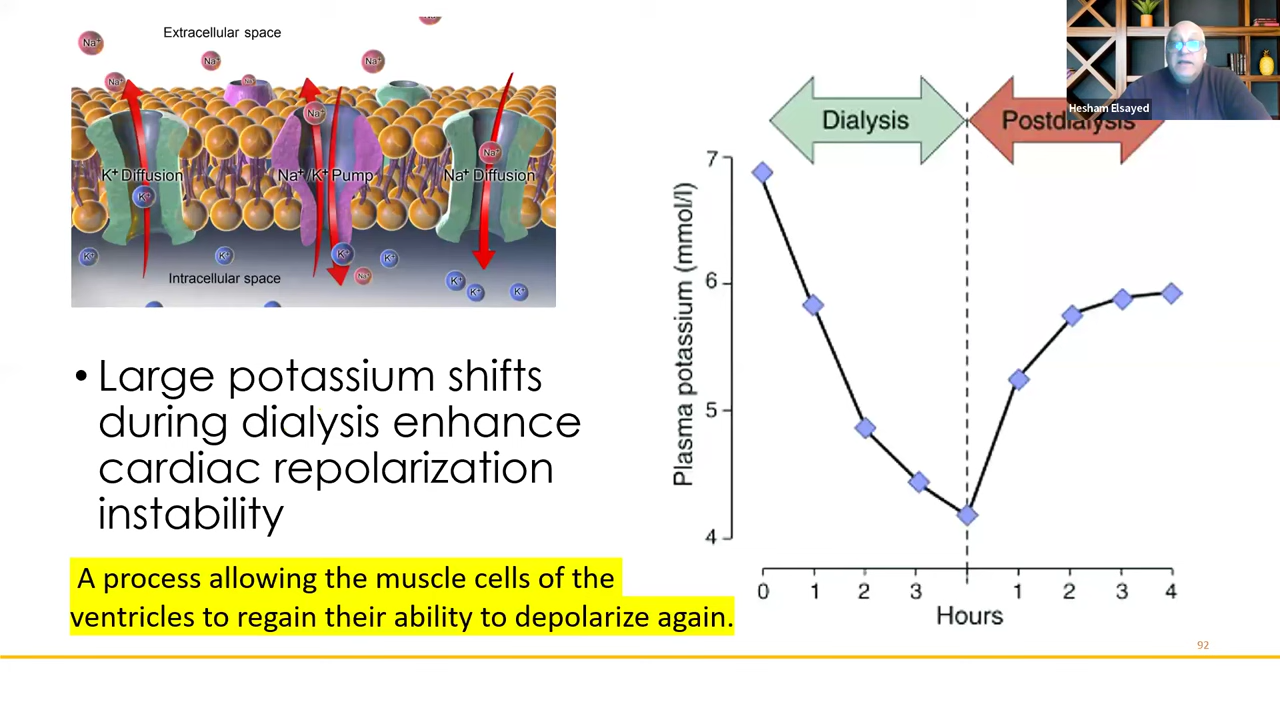 Extracellular space
Na⁺
Na⁺
Na⁺
Na⁺
Na⁺
Na⁺
Na⁺
K⁺ Diffusion
Na⁺/K⁺ Pump
Na⁺ Diffusion
K⁺
K⁺
K⁺
K⁺
K⁺
Na⁺
K⁺
K⁺
K⁺
Intracellular space
• Large potassium shifts
during dialysis enhance
cardiac repolarization
instability
A process allowing the muscle cells of the
ventricles to regain their ability to depolarize again.
Hesham Elsayed
Dialysis
Postdialysis
Plasma potassium (mmol/l)
7
6
5
4
0 1 2 3 1 2 3 4
Hours
92